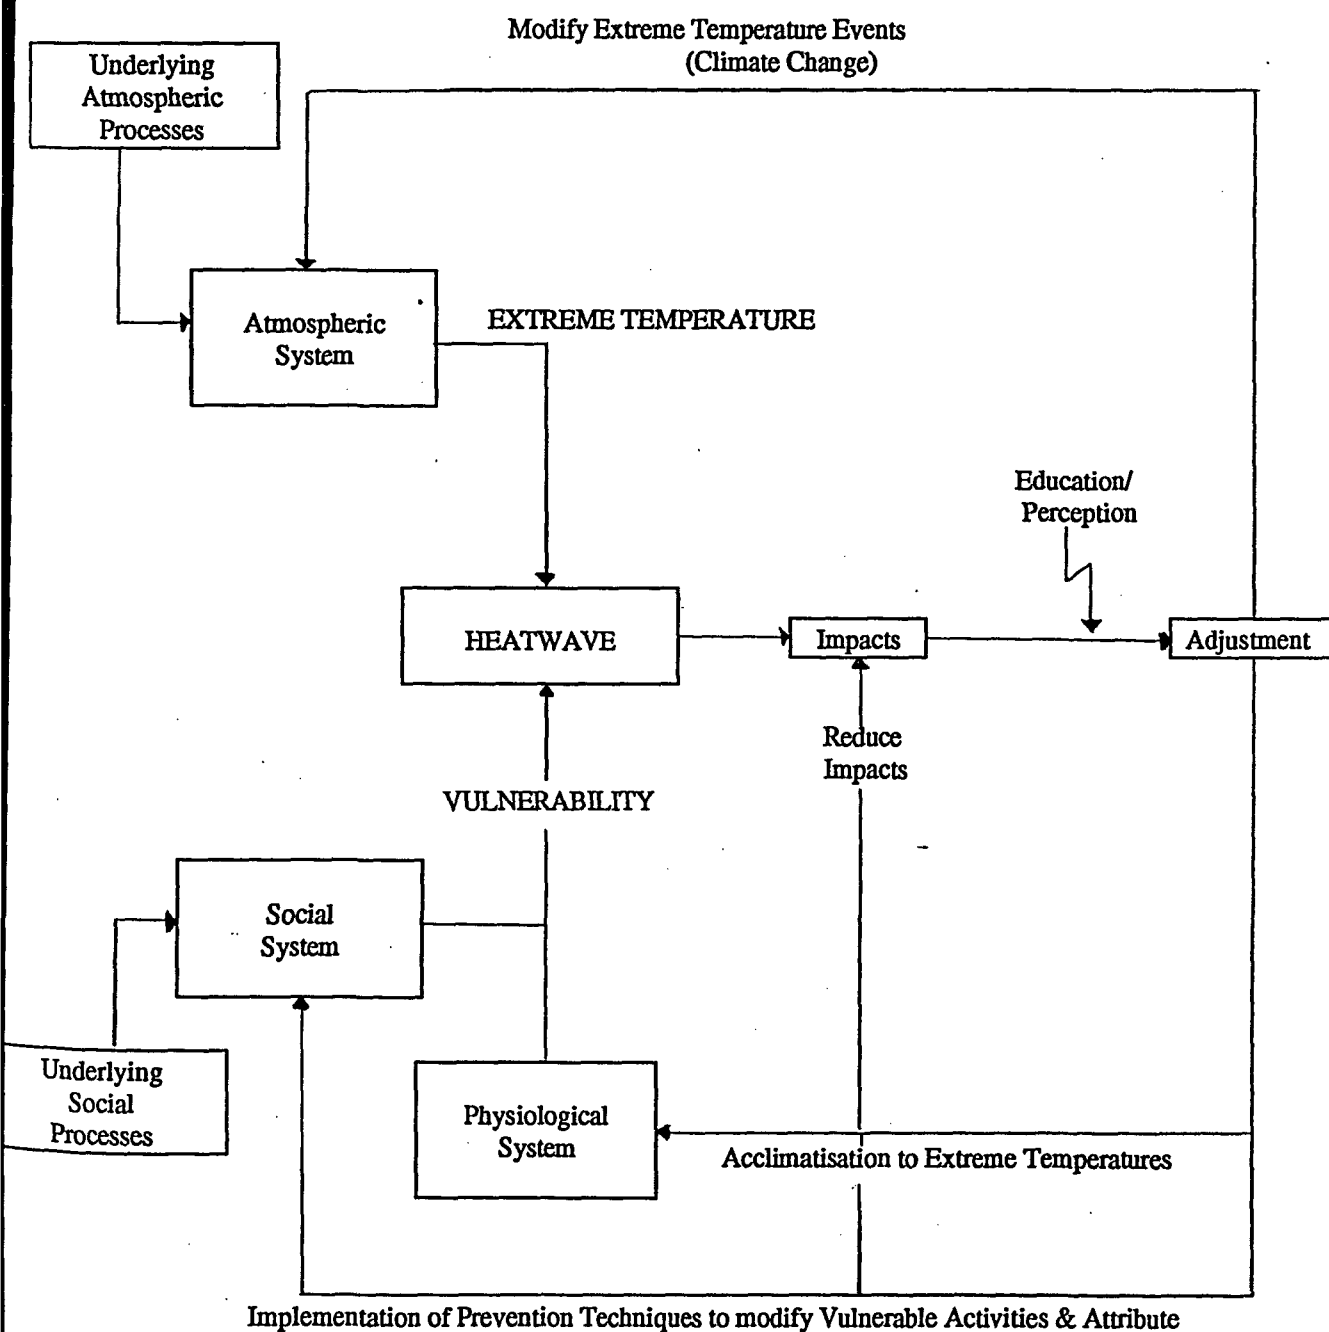 Modify Extreme Temperature Events
(Climate Change)
Underlying
Atmospheric
Processes
Atmospheric
System
EXTREME TEMPERATURE
Education/
Perception
HEATWAVE
Impacts
Adjustment
Reduce
Impacts
VULNERABILITY
Social
System
Underlying
Social
Processes
Physiological
System
Acclimatisation to Extreme Temperatures
Implementation of Prevention Techniques to modify Vulnerable Activities & Attribute